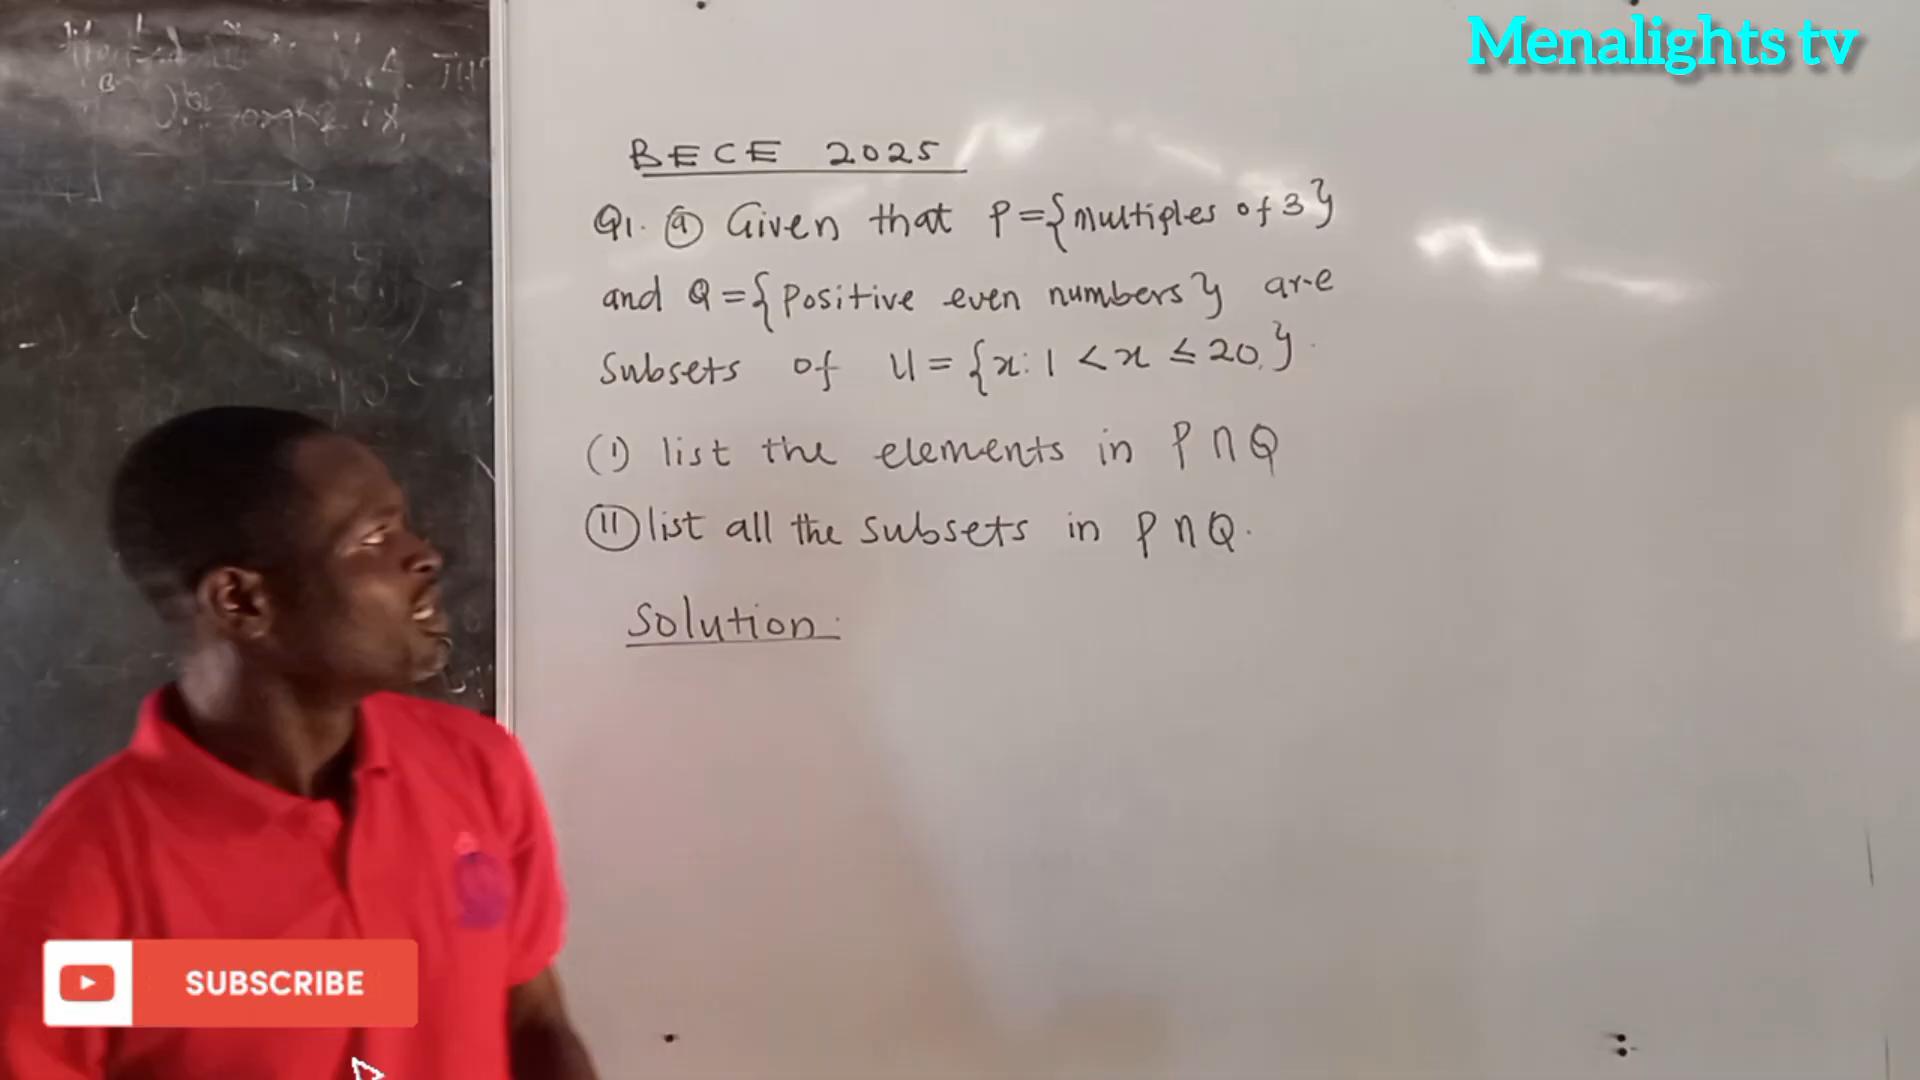 Menalights tv
BECE 2025
Q1. (a) Given that P={multiples of 3}
and Q={Positive even numbers} are
Subsets of U={x: 1 < x ≤ 20,}.
(i) list the elements in P∩Q
(ii) list all the subsets in P∩Q.
Solution:
SUBSCRIBE